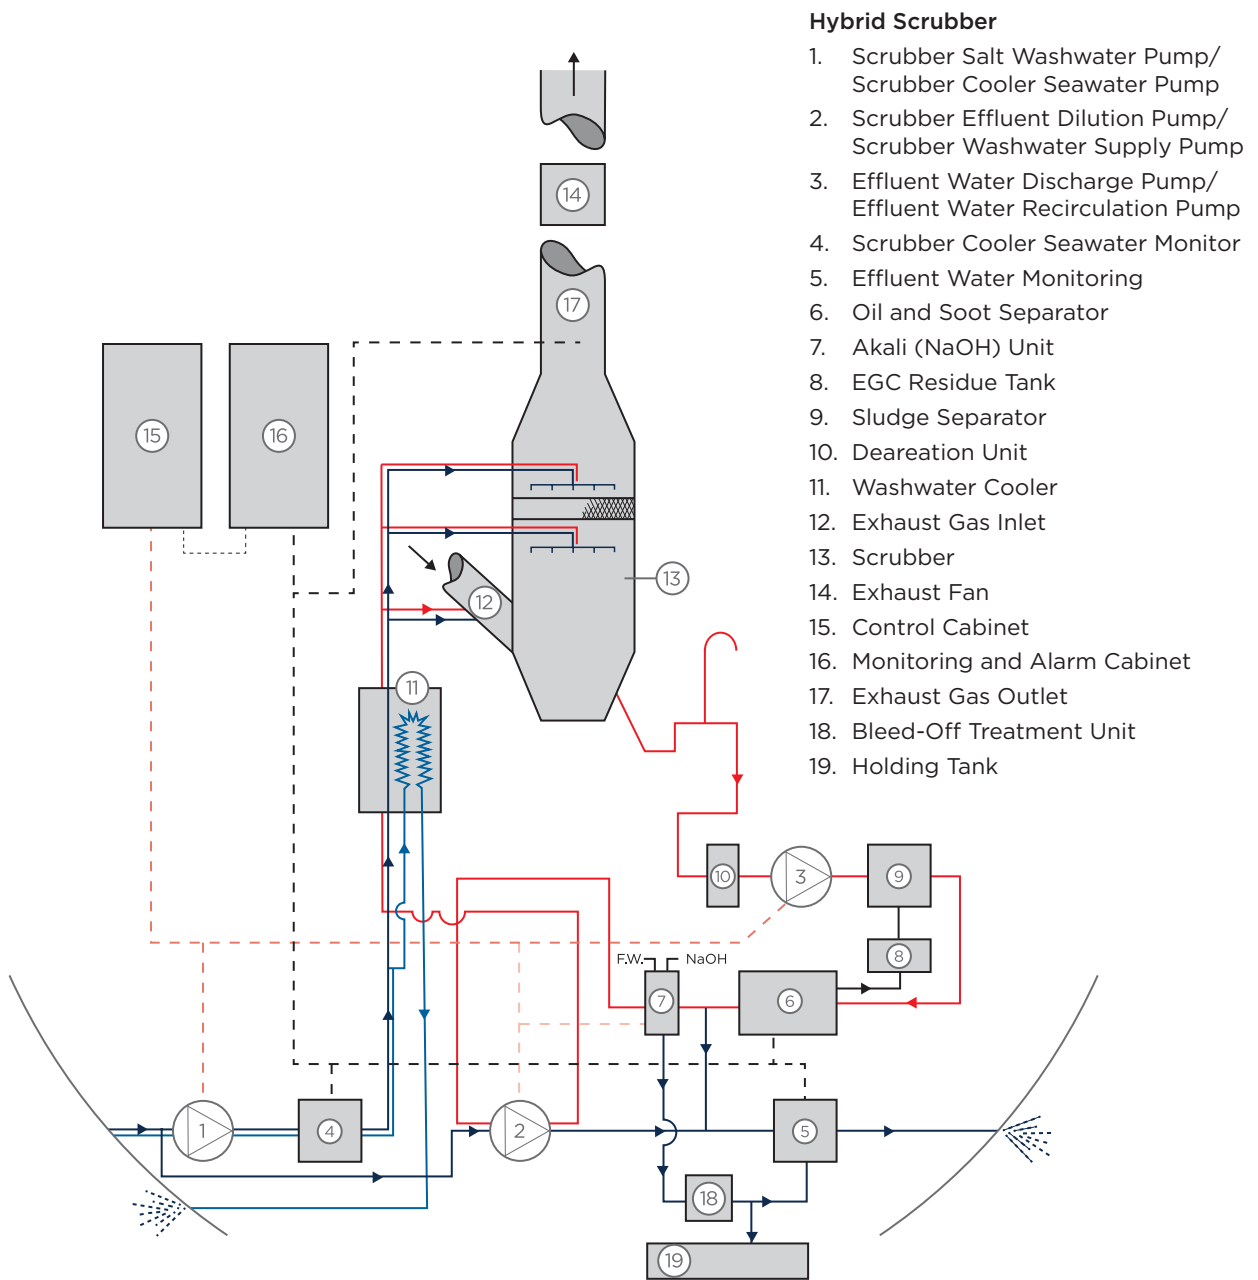 Hybrid Scrubber
1. Scrubber Salt Washwater Pump/
Scrubber Cooler Seawater Pump
2. Scrubber Effluent Dilution Pump/
Scrubber Washwater Supply Pump
3. Effluent Water Discharge Pump/
Effluent Water Recirculation Pump
4. Scrubber Cooler Seawater Monitor
5. Effluent Water Monitoring
6. Oil and Soot Separator
7. Akali (NaOH) Unit
8. EGC Residue Tank
9. Sludge Separator
10. Deareation Unit
11. Washwater Cooler
12. Exhaust Gas Inlet
13. Scrubber
14. Exhaust Fan
15. Control Cabinet
16. Monitoring and Alarm Cabinet
17. Exhaust Gas Outlet
18. Bleed-Off Treatment Unit
19. Holding Tank
14
17
15
16
13
12
11
10
3
9
8
F.W.
NaOH
7
6
1
4
2
5
18
19